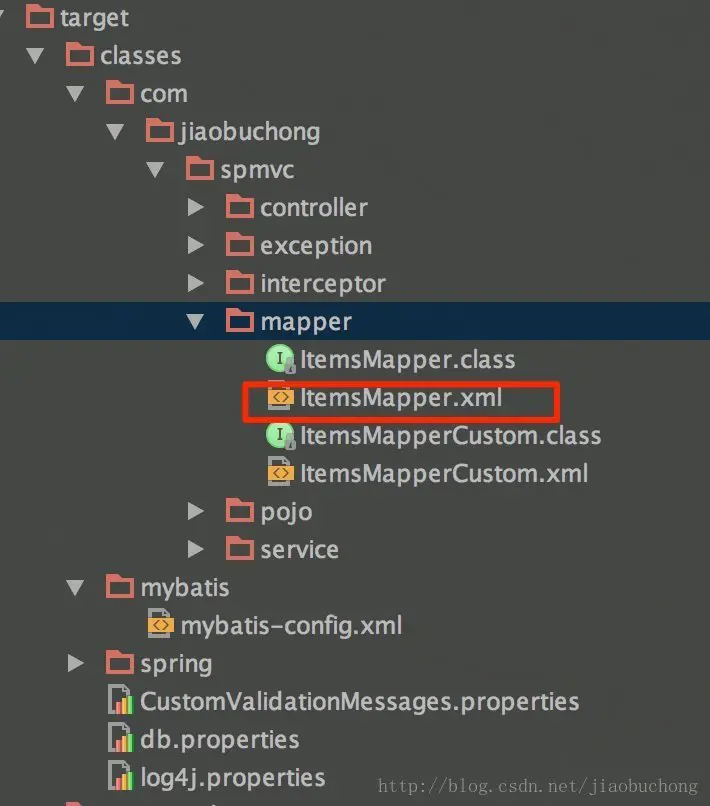 target
classes
com
jiaobuchong
spmvc
controller
exception
interceptor
mapper
ItemsMapper.class
ItemsMapper.xml
ItemsMapperCustom.class
ItemsMapperCustom.xml
pojo
service
mybatis
mybatis-config.xml
spring
CustomValidationMessages.properties
db.properties
log4j.properties
http://blog.csdn.net/jiaobuchong